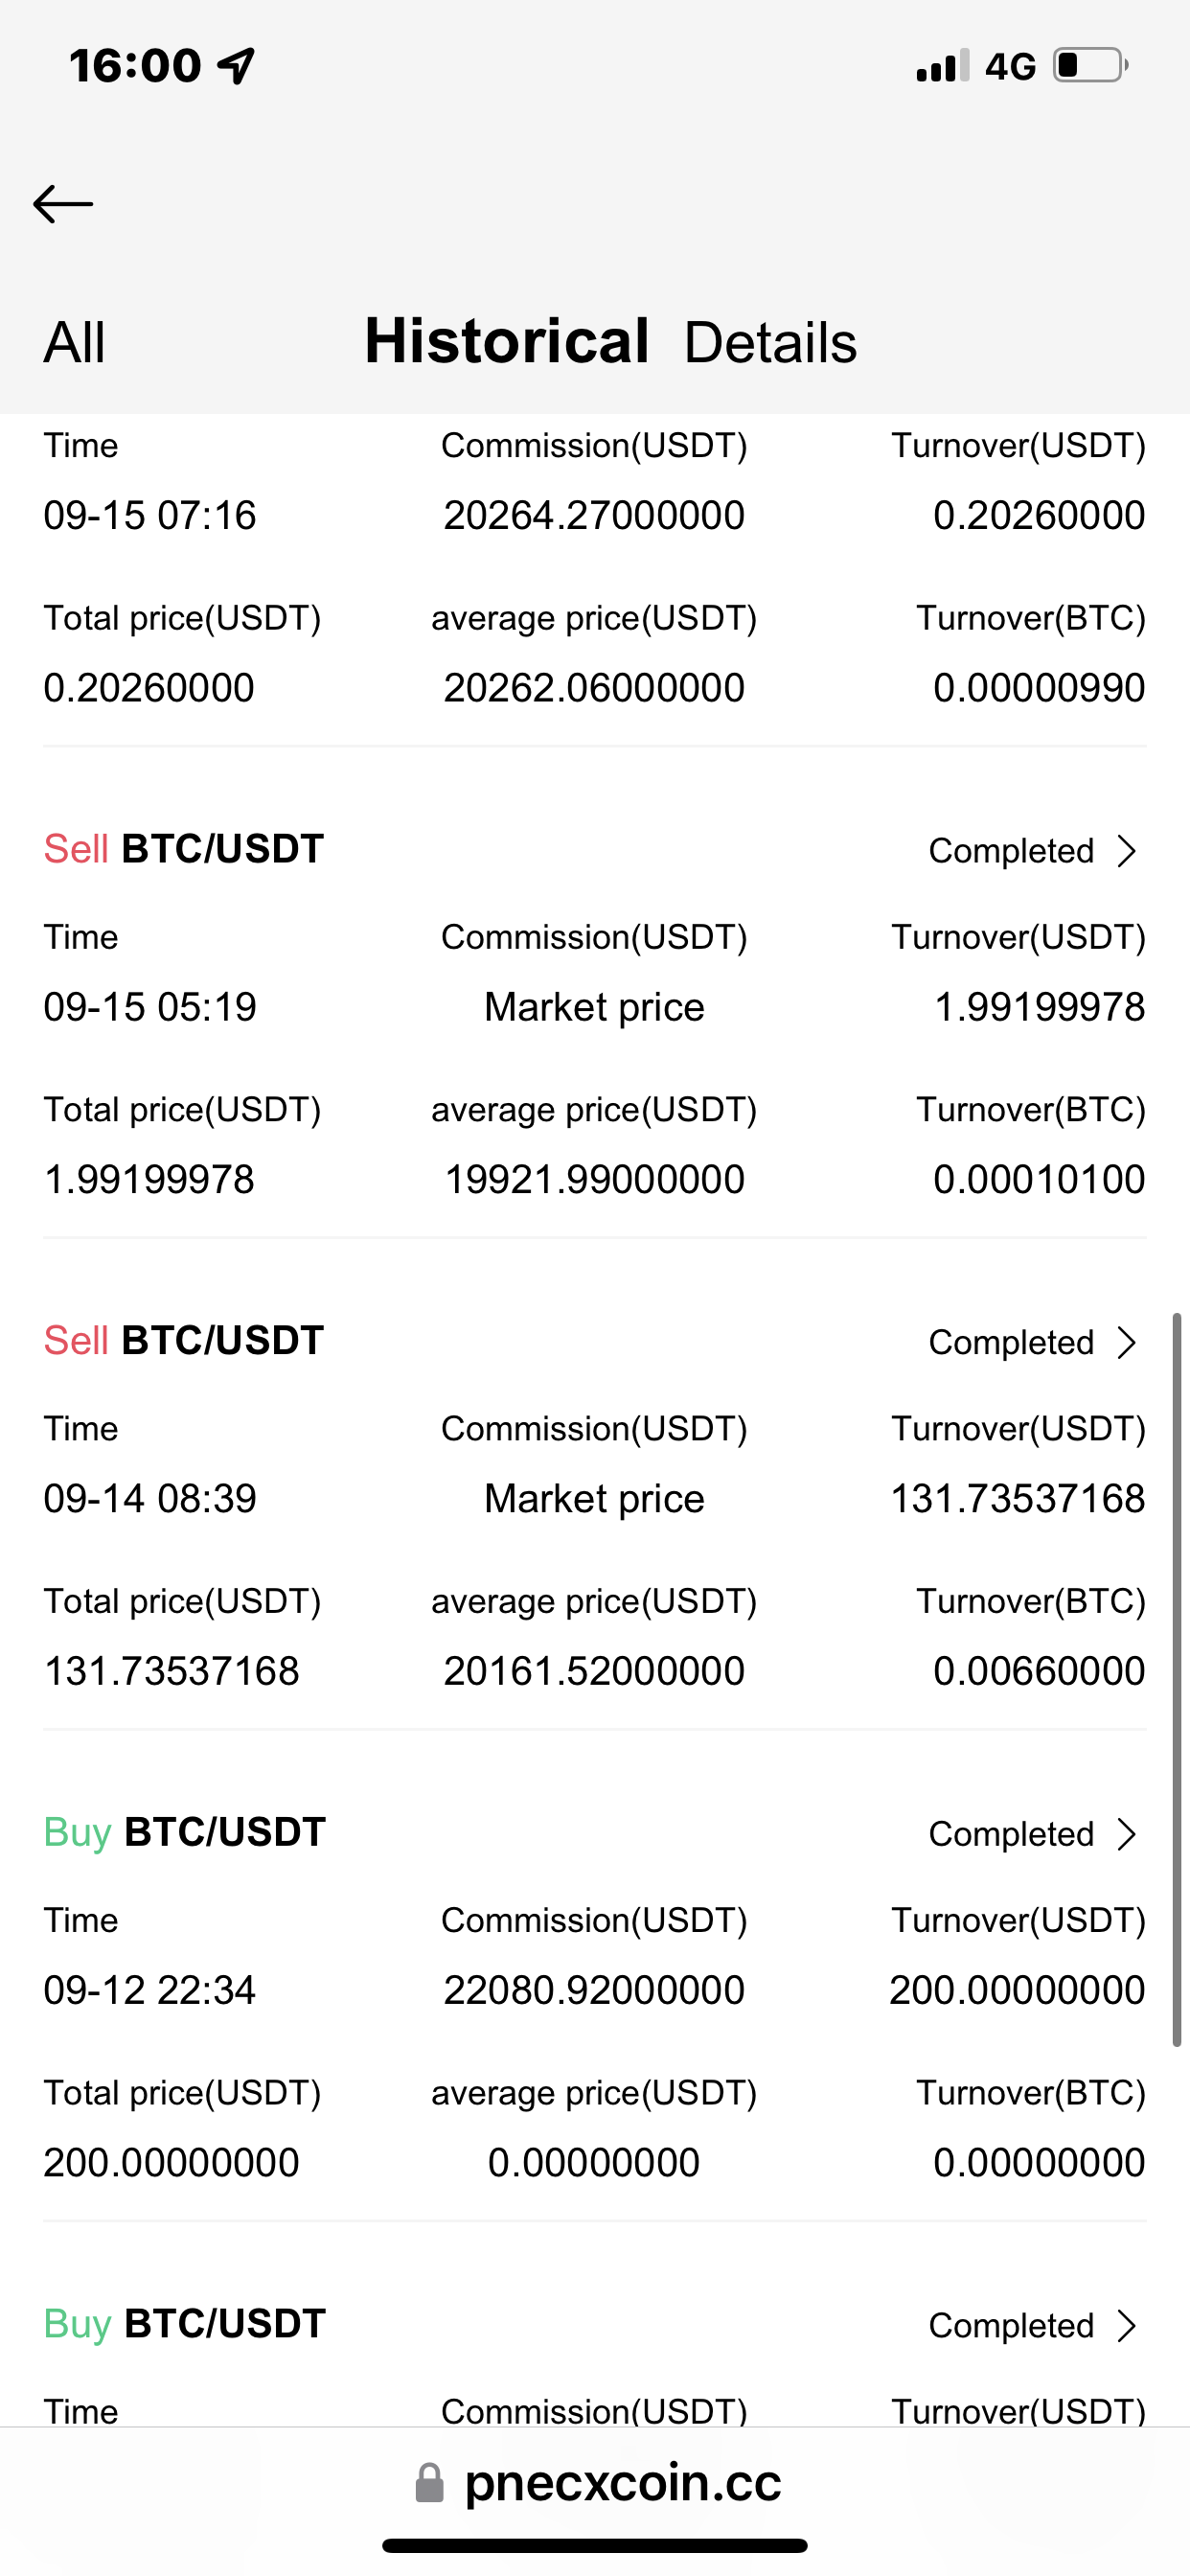 16:00 4G
All Historical Details
Time Commission(USDT) Turnover(USDT)
09-15 07:16 20264.27000000 0.20260000
Total price(USDT) average price(USDT) Turnover(BTC)
0.20260000 20262.06000000 0.00000990
Sell BTC/USDT Completed
Time Commission(USDT) Turnover(USDT)
09-15 05:19 Market price 1.99199978
Total price(USDT) average price(USDT) Turnover(BTC)
1.99199978 19921.99000000 0.00010100
Sell BTC/USDT Completed
Time Commission(USDT) Turnover(USDT)
09-14 08:39 Market price 131.73537168
Total price(USDT) average price(USDT) Turnover(BTC)
131.73537168 20161.52000000 0.00660000
Buy BTC/USDT Completed
Time Commission(USDT) Turnover(USDT)
09-12 22:34 22080.92000000 200.00000000
Total price(USDT) average price(USDT) Turnover(BTC)
200.00000000 0.00000000 0.00000000
Buy BTC/USDT Completed
Time Commission(USDT) Turnover(USDT)
pnecxcoin.cc